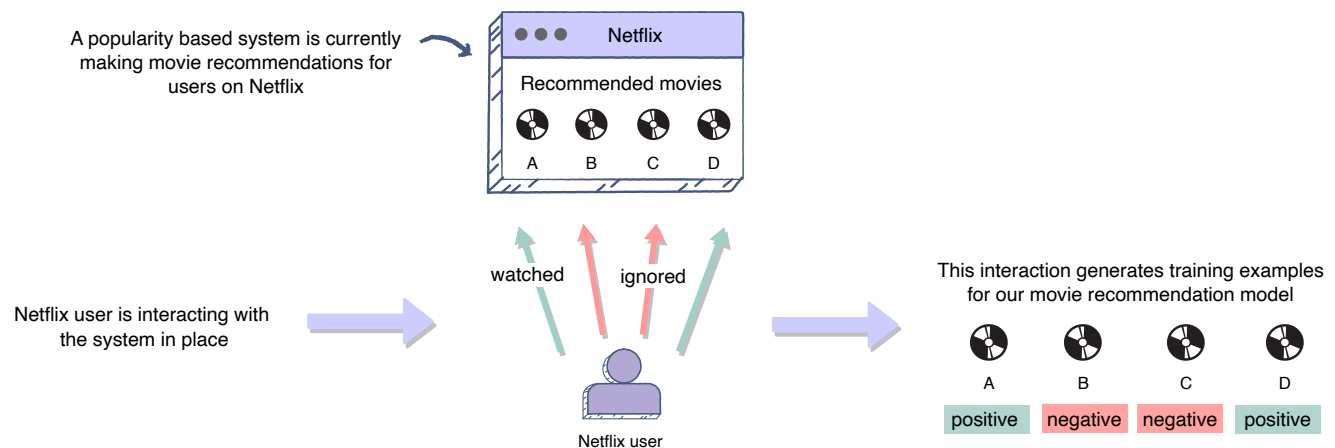 A popularity based system is currently
making movie recommendations for
users on Netflix
Netflix
Recommended movies
A B C D
watched
ignored
Netflix user is interacting with
the system in place
Netflix user
This interaction generates training examples
for our movie recommendation model
A B C D
positive negative negative positive